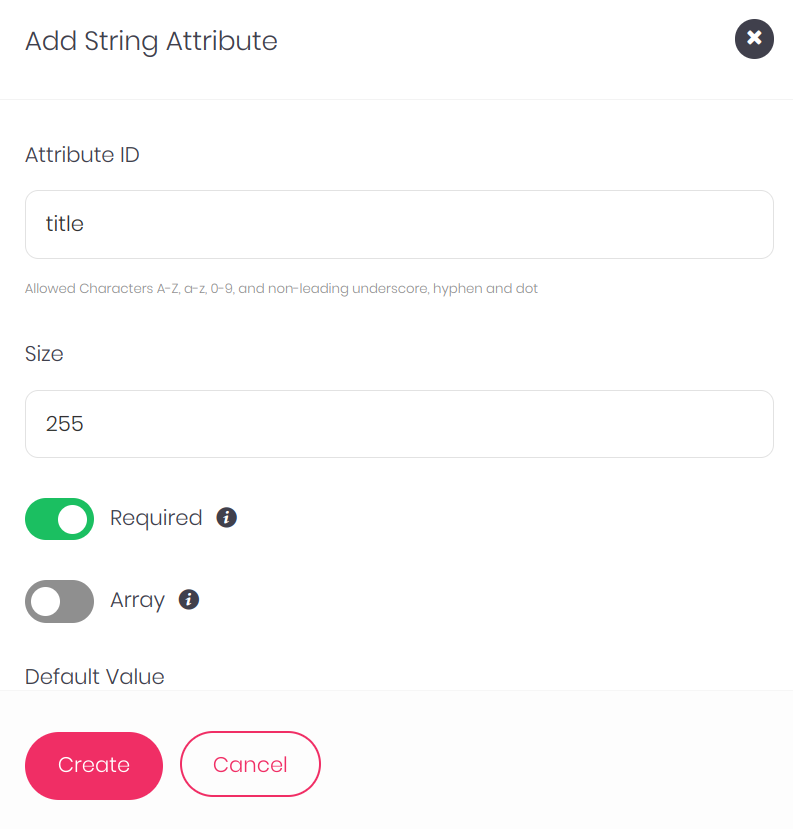 Add String Attribute
Attribute ID
title
Allowed Characters A-Z, a-z, 0-9, and non-leading underscore, hyphen and dot
Size
255
Required
Array
Default Value
Create Cancel